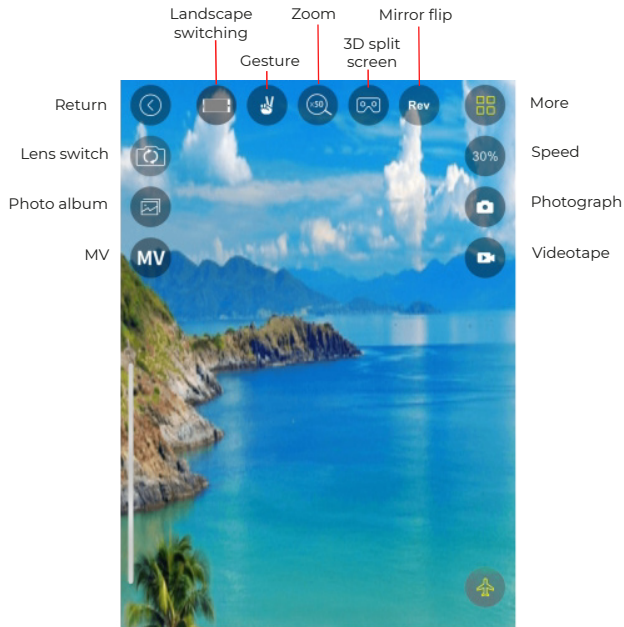 Landscape
switching
Zoom
Mirror flip
Gesture
3D split
screen
Return
x50
Rev
More
Lens switch
30%
Speed
Photo album
Photograph
MV
MV
Videotape